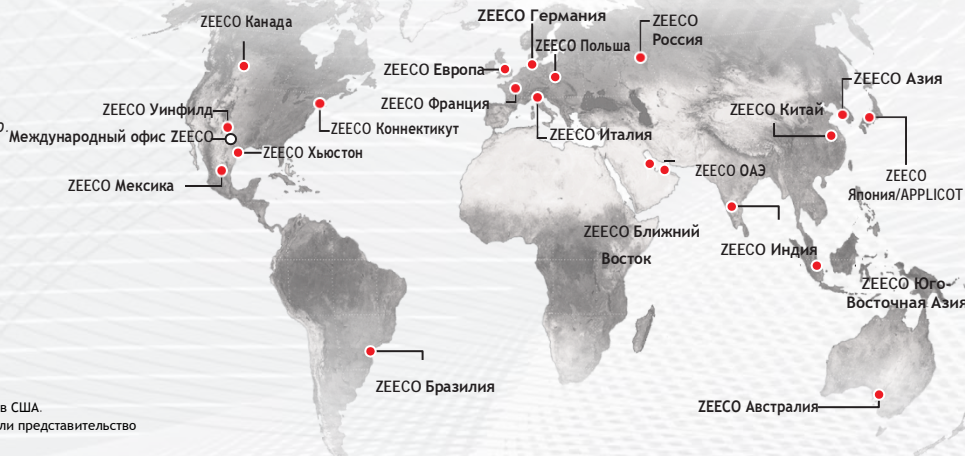 ZEECO Канада
ZEECO Германия
ZEECO
Россия
ZEECO Польша
ZEECO Европа
ZEECO Азия
ZEECO Франция
ZEECO Уинфилд
ZEECO Китай
ZEECO Коннектикут
Международный офис ZEECO
ZEECO Италия
ZEECO Хьюстон
ZEECO ОАЭ
ZEECO
Япония/APPLICOT
ZEECO Мексика
ZEECO Ближний
Восток
ZEECO Индия
ZEECO Юго-
Восточная Азия
ZEECO Бразилия
ZEECO Австралия
в США.
ли представительство